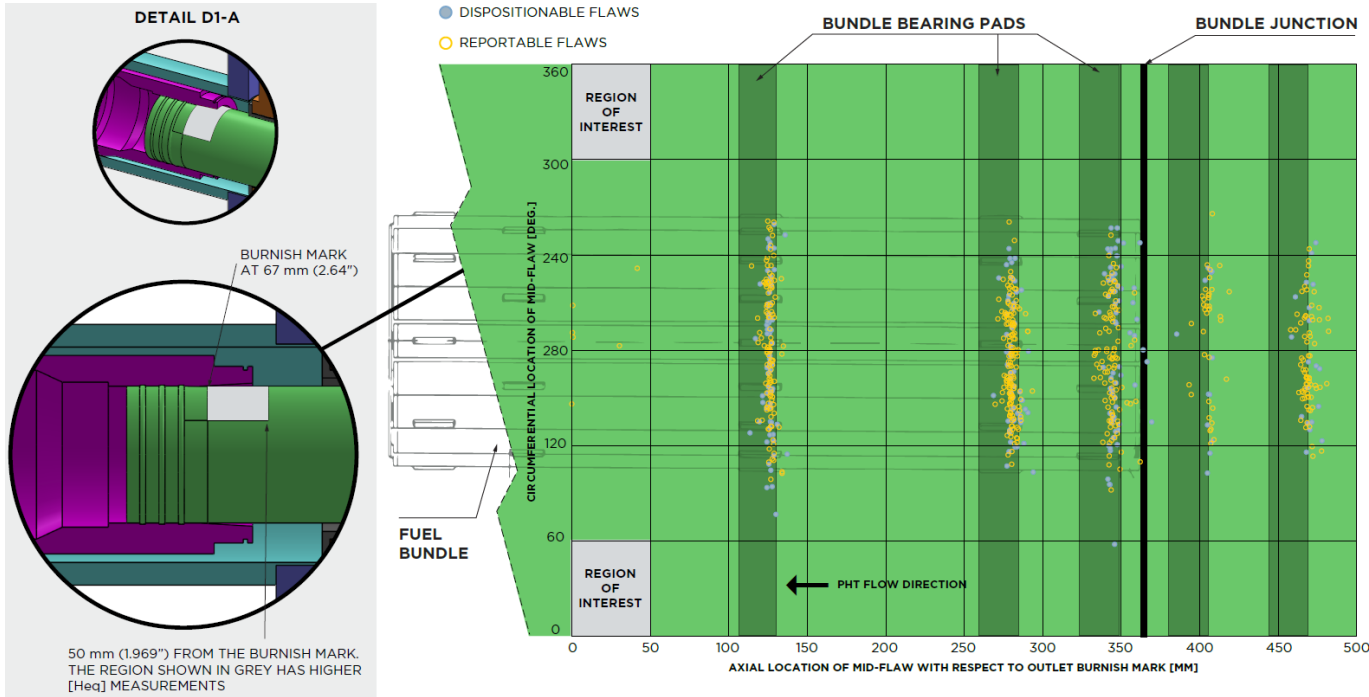 DETAIL D1-A
BURNISH MARK
AT 67 mm (2.64")
50 mm (1.969") FROM THE BURNISH MARK.
THE REGION SHOWN IN GREY HAS HIGHER
[Heq] MEASUREMENTS
DISPOSITIONABLE FLAWS
REPORTABLE FLAWS
BUNDLE BEARING PADS
BUNDLE JUNCTION
FUEL
BUNDLE
CIRCUMFERENTIAL LOCATION OF MID-FLAW [DEG.]
360
300
240
280
120
60
0
REGION
OF
INTEREST
REGION
OF
INTEREST
PHT FLOW DIRECTION
0
50
100
150
200
250
300
350
400
450
500
AXIAL LOCATION OF MID-FLAW WITH RESPECT TO OUTLET BURNISH MARK [MM]